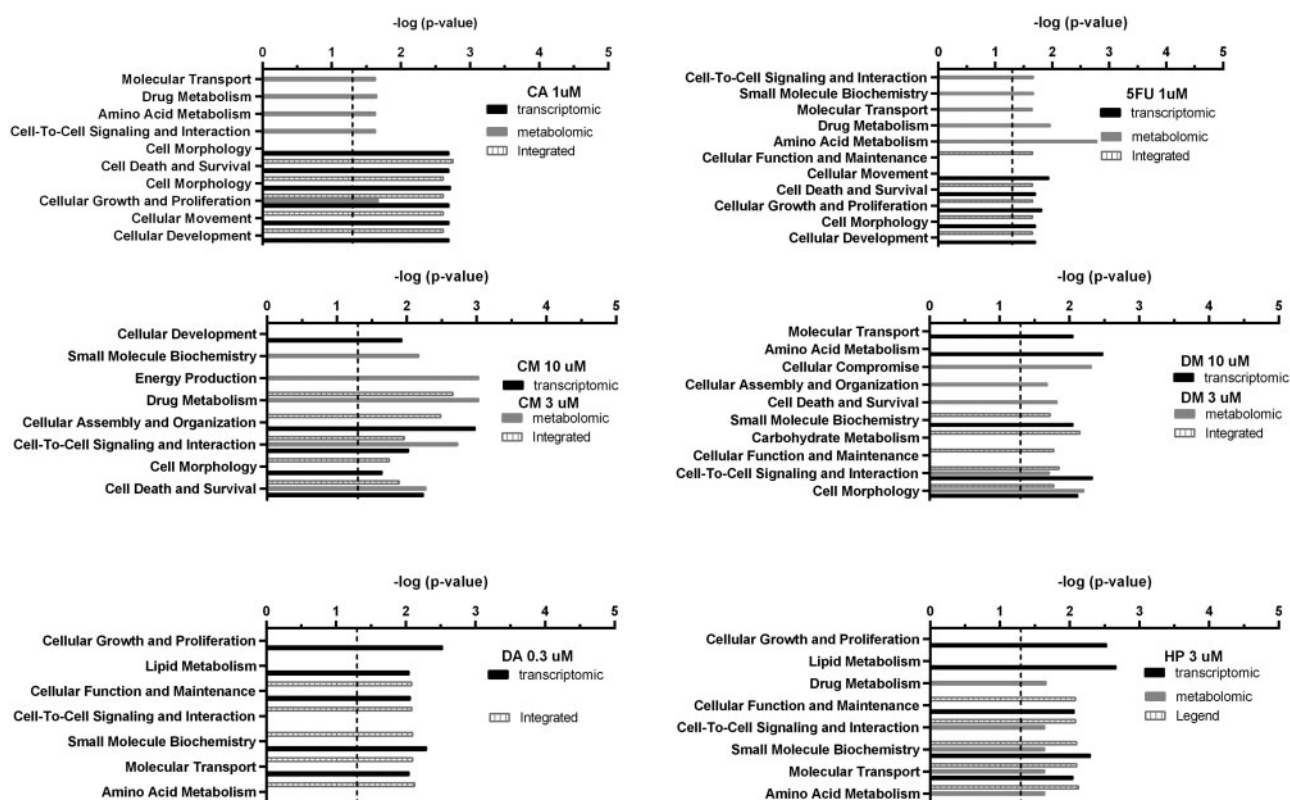 -log (p-value)
0 1 2 3 4 5
Molecular Transport
Drug Metabolism
Amino Acid Metabolism
Cell-To-Cell Signaling and Interaction
Cell Morphology
Cell Death and Survival
Cell Morphology
Cellular Growth and Proliferation
Cellular Movement
Cellular Development
CA 1uM
transcriptomic
metabolomic
Integrated
-log (p-value)
0 1 2 3 4 5
Cell-To-Cell Signaling and Interaction
Small Molecule Biochemistry
Molecular Transport
Drug Metabolism
Amino Acid Metabolism
Cellular Function and Maintenance
Cellular Movement
Cell Death and Survival
Cellular Growth and Proliferation
Cell Morphology
Cellular Development
5FU 1uM
transcriptomic
metabolomic
Integrated
-log (p-value)
0 1 2 3 4 5
Cellular Development
Small Molecule Biochemistry
Energy Production
Drug Metabolism
Cellular Assembly and Organization
Cell-To-Cell Signaling and Interaction
Cell Morphology
Cell Death and Survival
CM 10 uM
transcriptomic
CM 3 uM
metabolomic
Integrated
-log (p-value)
0 1 2 3 4 5
Molecular Transport
Amino Acid Metabolism
Cellular Compromise
Cellular Assembly and Organization
Cell Death and Survival
Small Molecule Biochemistry
Carbohydrate Metabolism
Cellular Function and Maintenance
Cell-To-Cell Signaling and Interaction
Cell Morphology
DM 10 uM
transcriptomic
DM 3 uM
metabolomic
Integrated
-log (p-value)
0 1 2 3 4 5
Cellular Growth and Proliferation
Lipid Metabolism
Cellular Function and Maintenance
Cell-To-Cell Signaling and Interaction
Small Molecule Biochemistry
Molecular Transport
Amino Acid Metabolism
DA 0.3 uM
transcriptomic
Integrated
-log (p-value)
0 1 2 3 4 5
Cellular Growth and Proliferation
Lipid Metabolism
Drug Metabolism
Cellular Function and Maintenance
Cell-To-Cell Signaling and Interaction
Small Molecule Biochemistry
Molecular Transport
Amino Acid Metabolism
HP 3 uM
transcriptomic
metabolomic
Legend